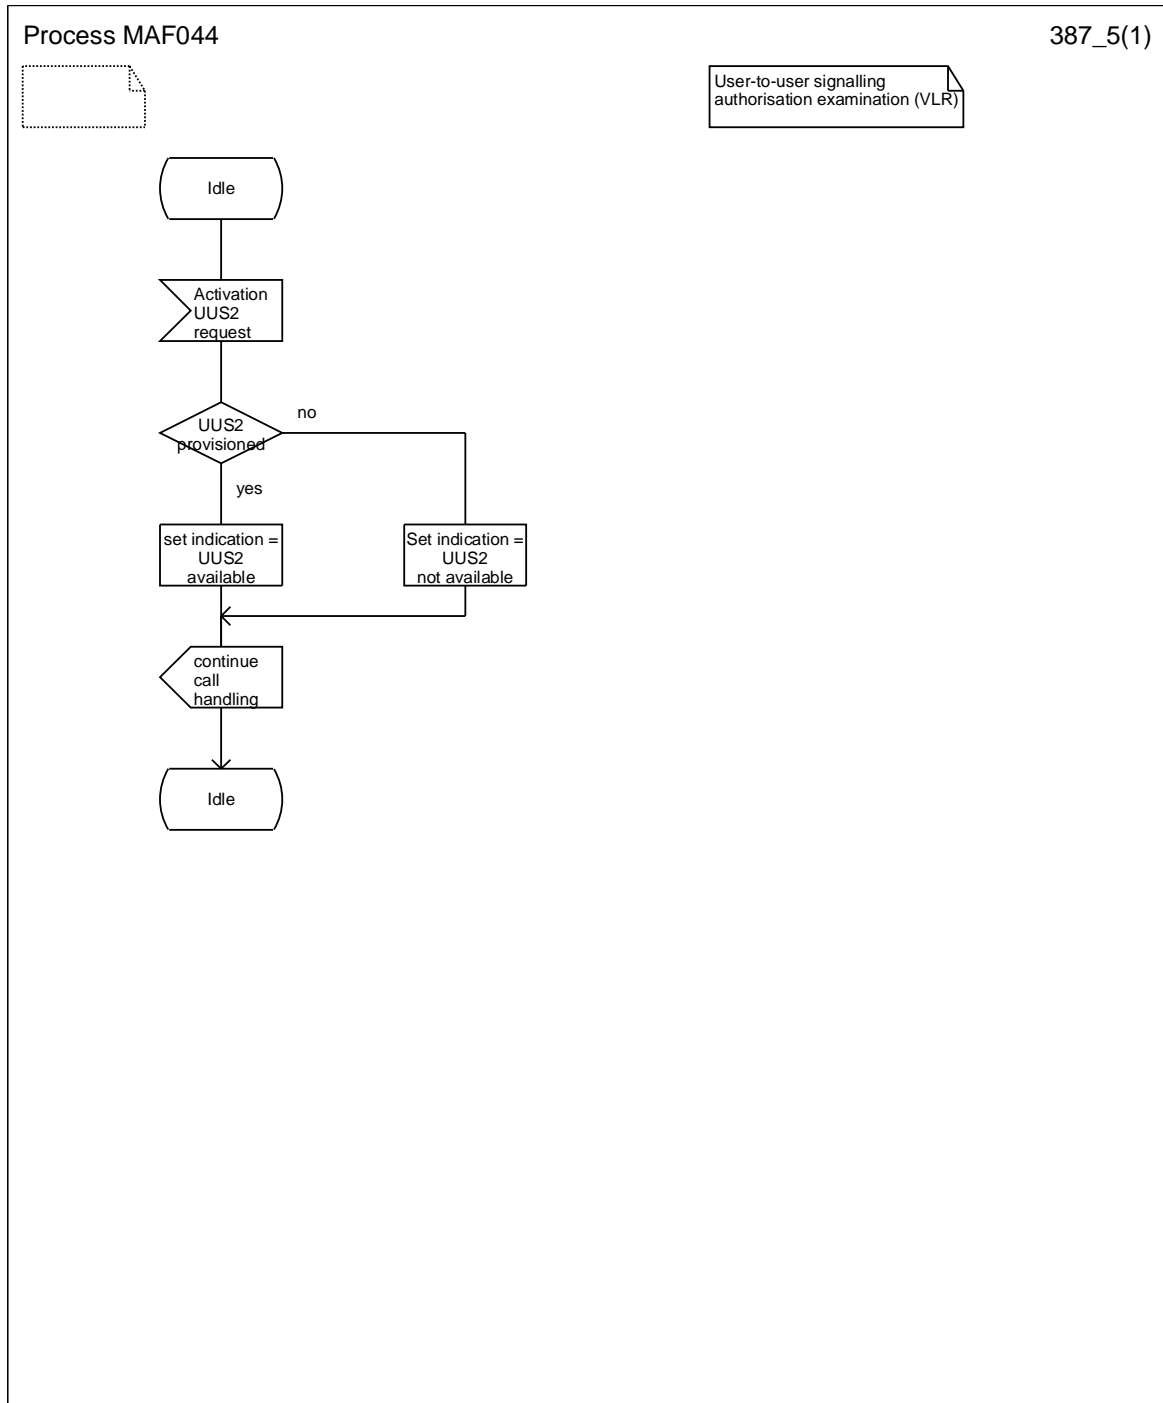 Process MAF044
387_5(1)
User-to-user signalling
authorisation examination (VLR)
Idle
Activation
UUS2
request
UUS2
provisioned
no
yes
set indication =
UUS2
available
Set indication =
UUS2
not available
continue
call
handling
Idle